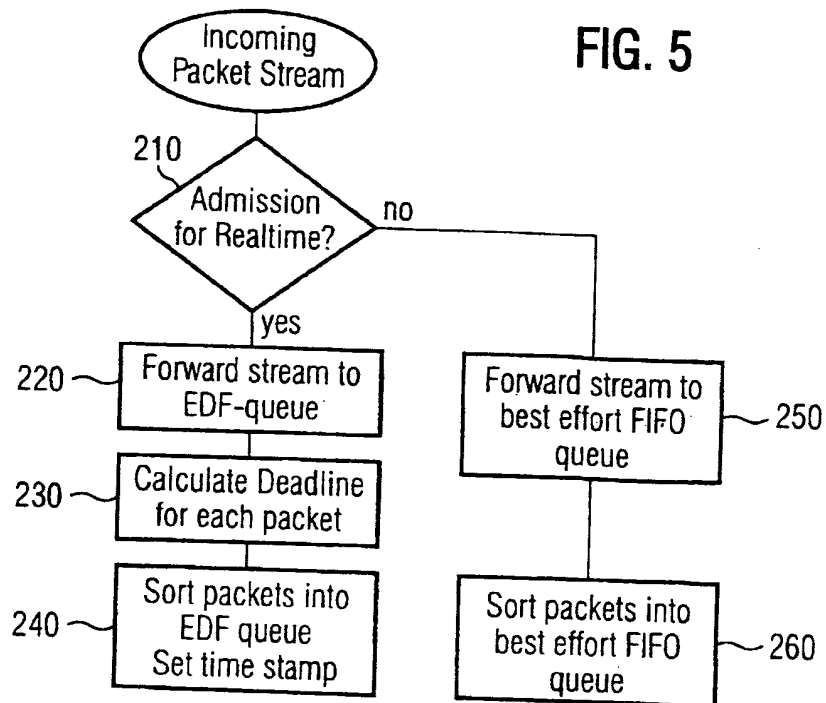 Incoming
Packet Stream
FIG. 5
210
Admission
for Realtime?
no
yes
220
Forward stream to
EDF-queue
230
Calculate Deadline
for each packet
240
Sort packets into
EDF queue
Set time stamp
Forward stream to
best effort FIFO
queue
250
Sort packets into
best effort FIFO
queue
260